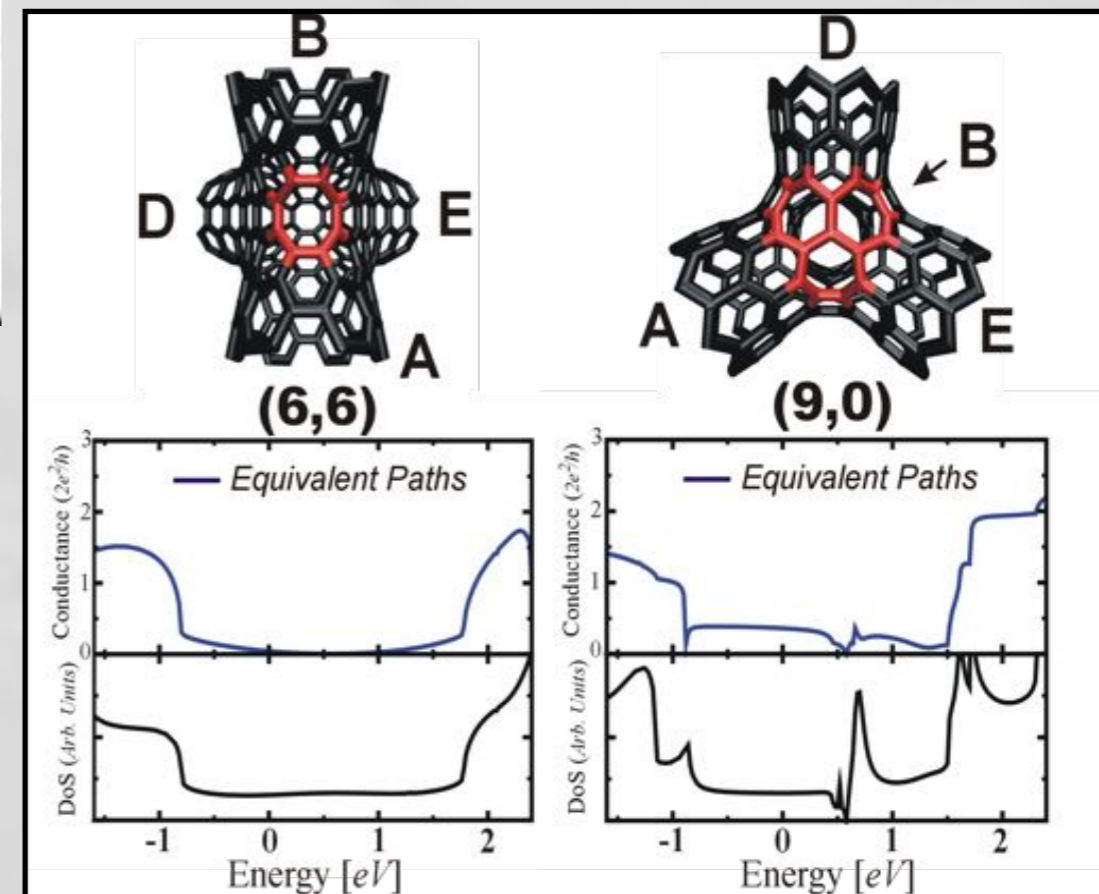 B
D
E
A
(6,6)
D
B
A
E
(9,0)
Conductance (2e²/h)
3
2
1
0
Equivalent Paths
DoS (Arb. Units)
-1 0 1 2
Energy [eV]
Conductance (2e²/h)
3
2
1
0
Equivalent Paths
DoS (Arb. Units)
-1 0 1 2
Energy [eV]